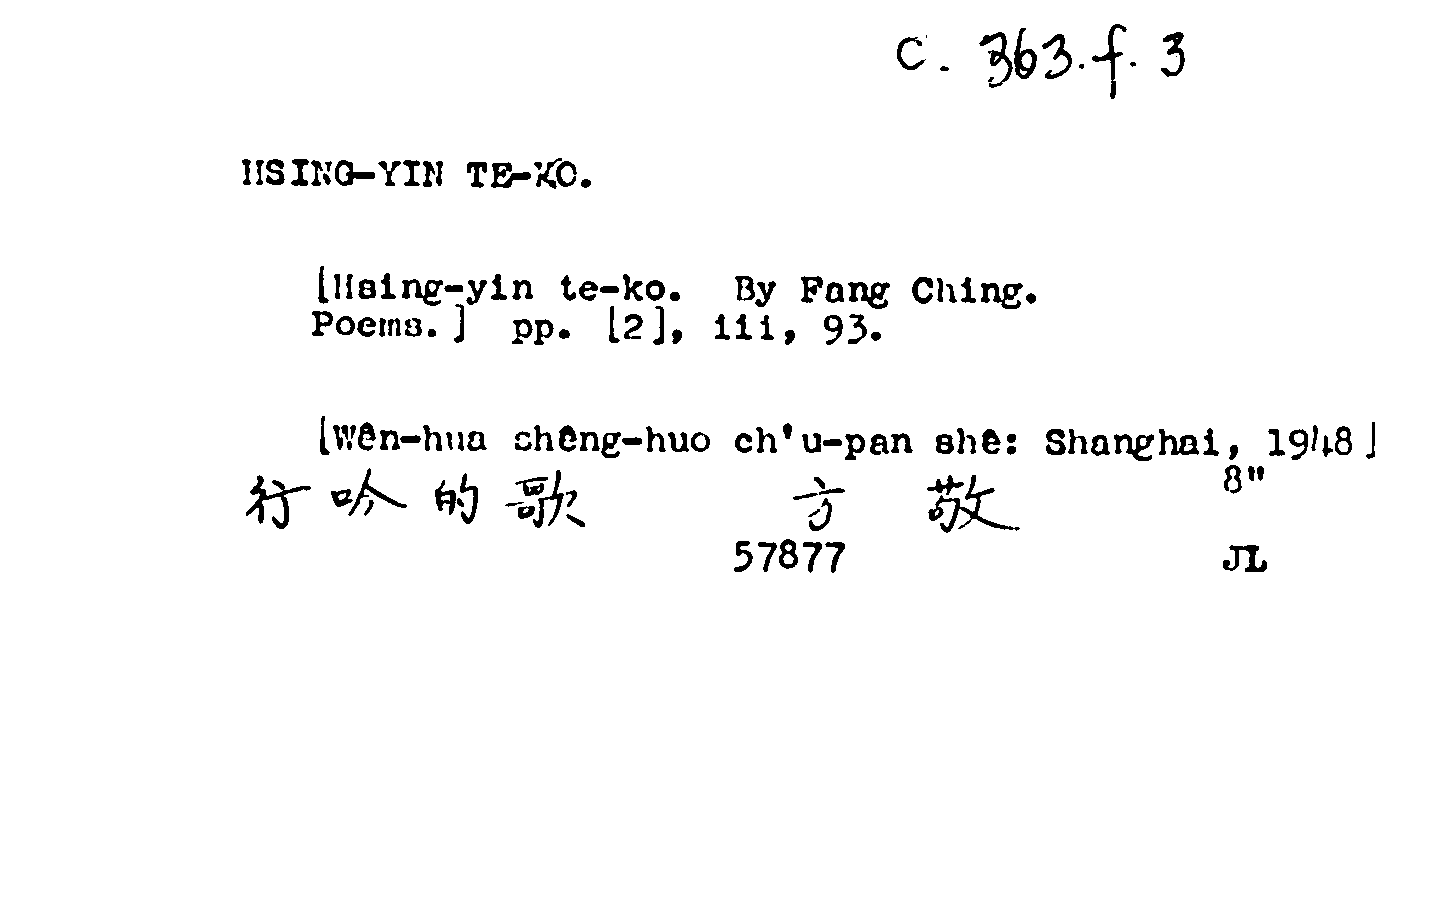 C. 363.f.3
HSING-YIN TE-KO.
[Hsing-yin te-ko. By Fang Ching.
Poems.] pp. [2], iii, 93.
[Wên-hua shêng-huo ch'u-pan shê: Shanghai, 1948]
8"
行吟的歌 方敬
57877 JL